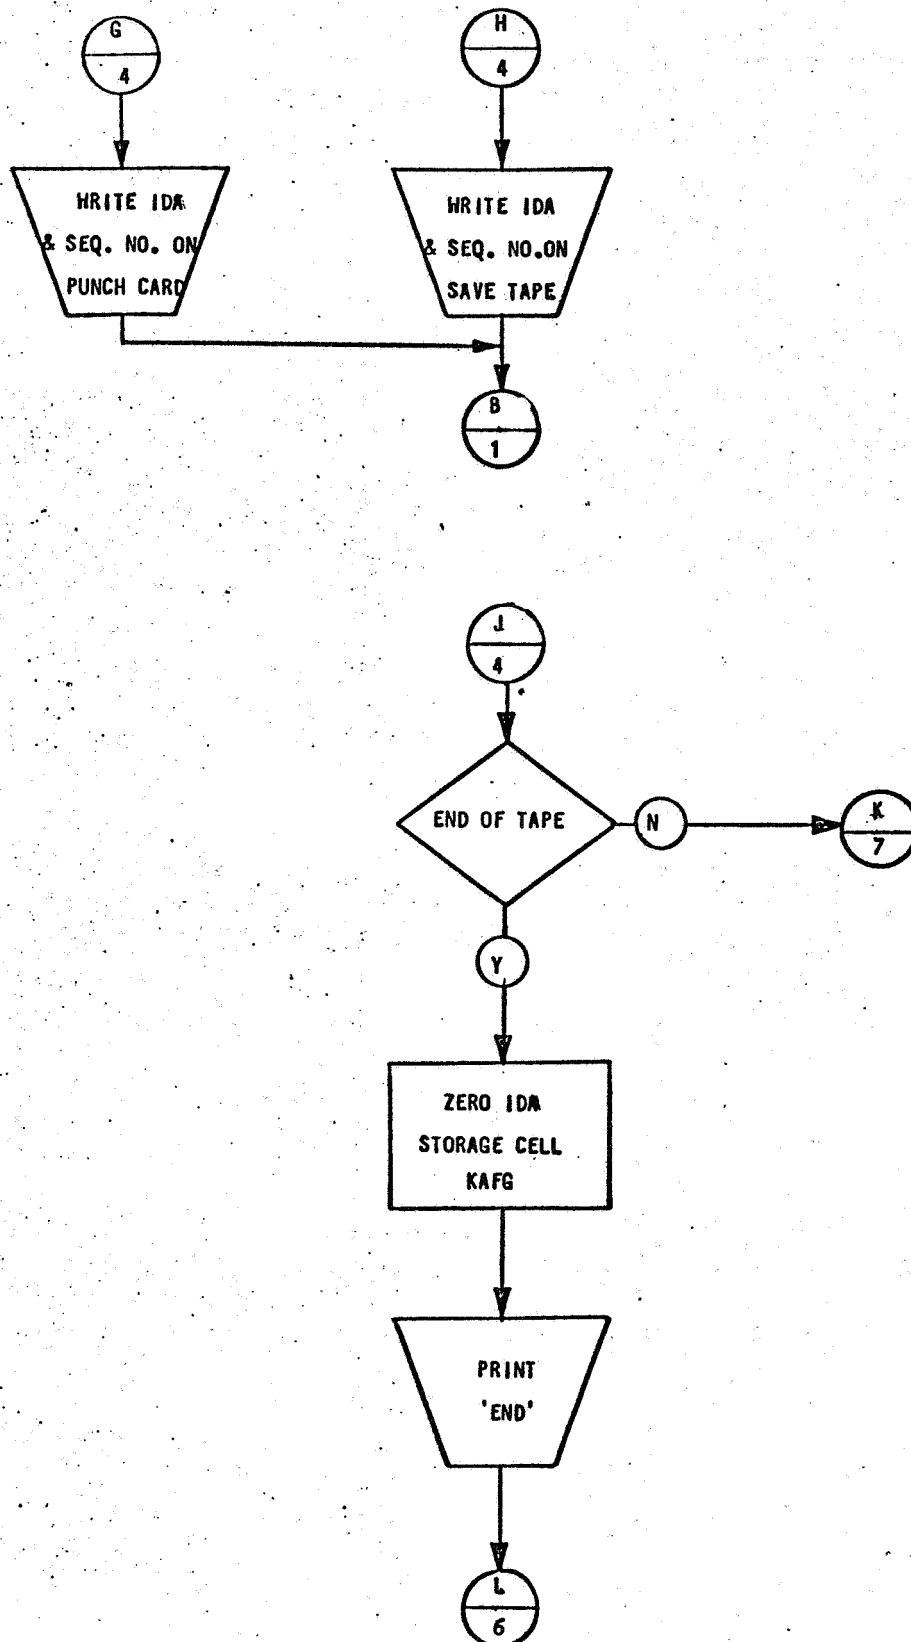 G
4
H
4
WRITE IDA
& SEQ. NO. ON
PUNCH CARD
WRITE IDA
& SEQ. NO.ON
SAVE TAPE
B
1
J
4
END OF TAPE
N
K
7
Y
ZERO IDA
STORAGE CELL
KAFG
PRINT
'END'
L
6